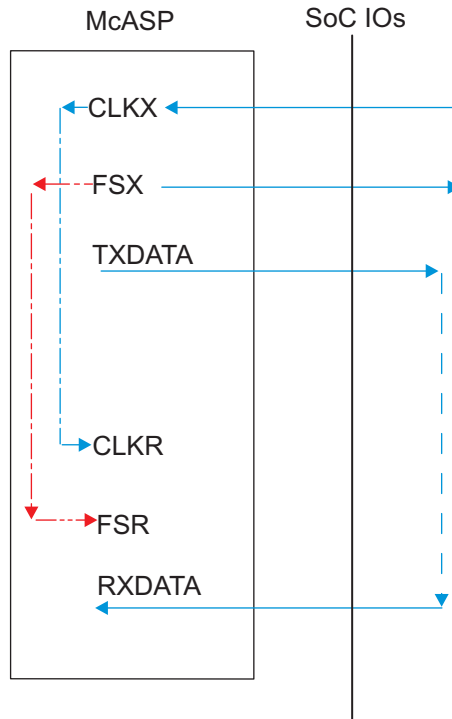 McASP
SoC IOs
CLKX
FSX
TXDATA
CLKR
FSR
RXDATA